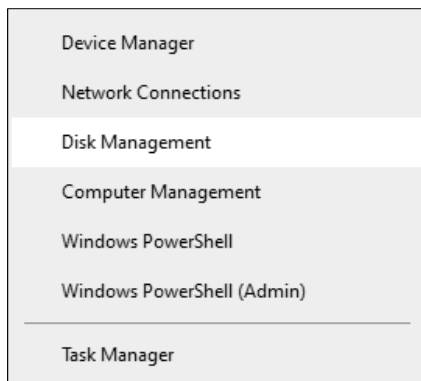 Device Manager
Network Connections
Disk Management
Computer Management
Windows PowerShell
Windows PowerShell (Admin)
Task Manager